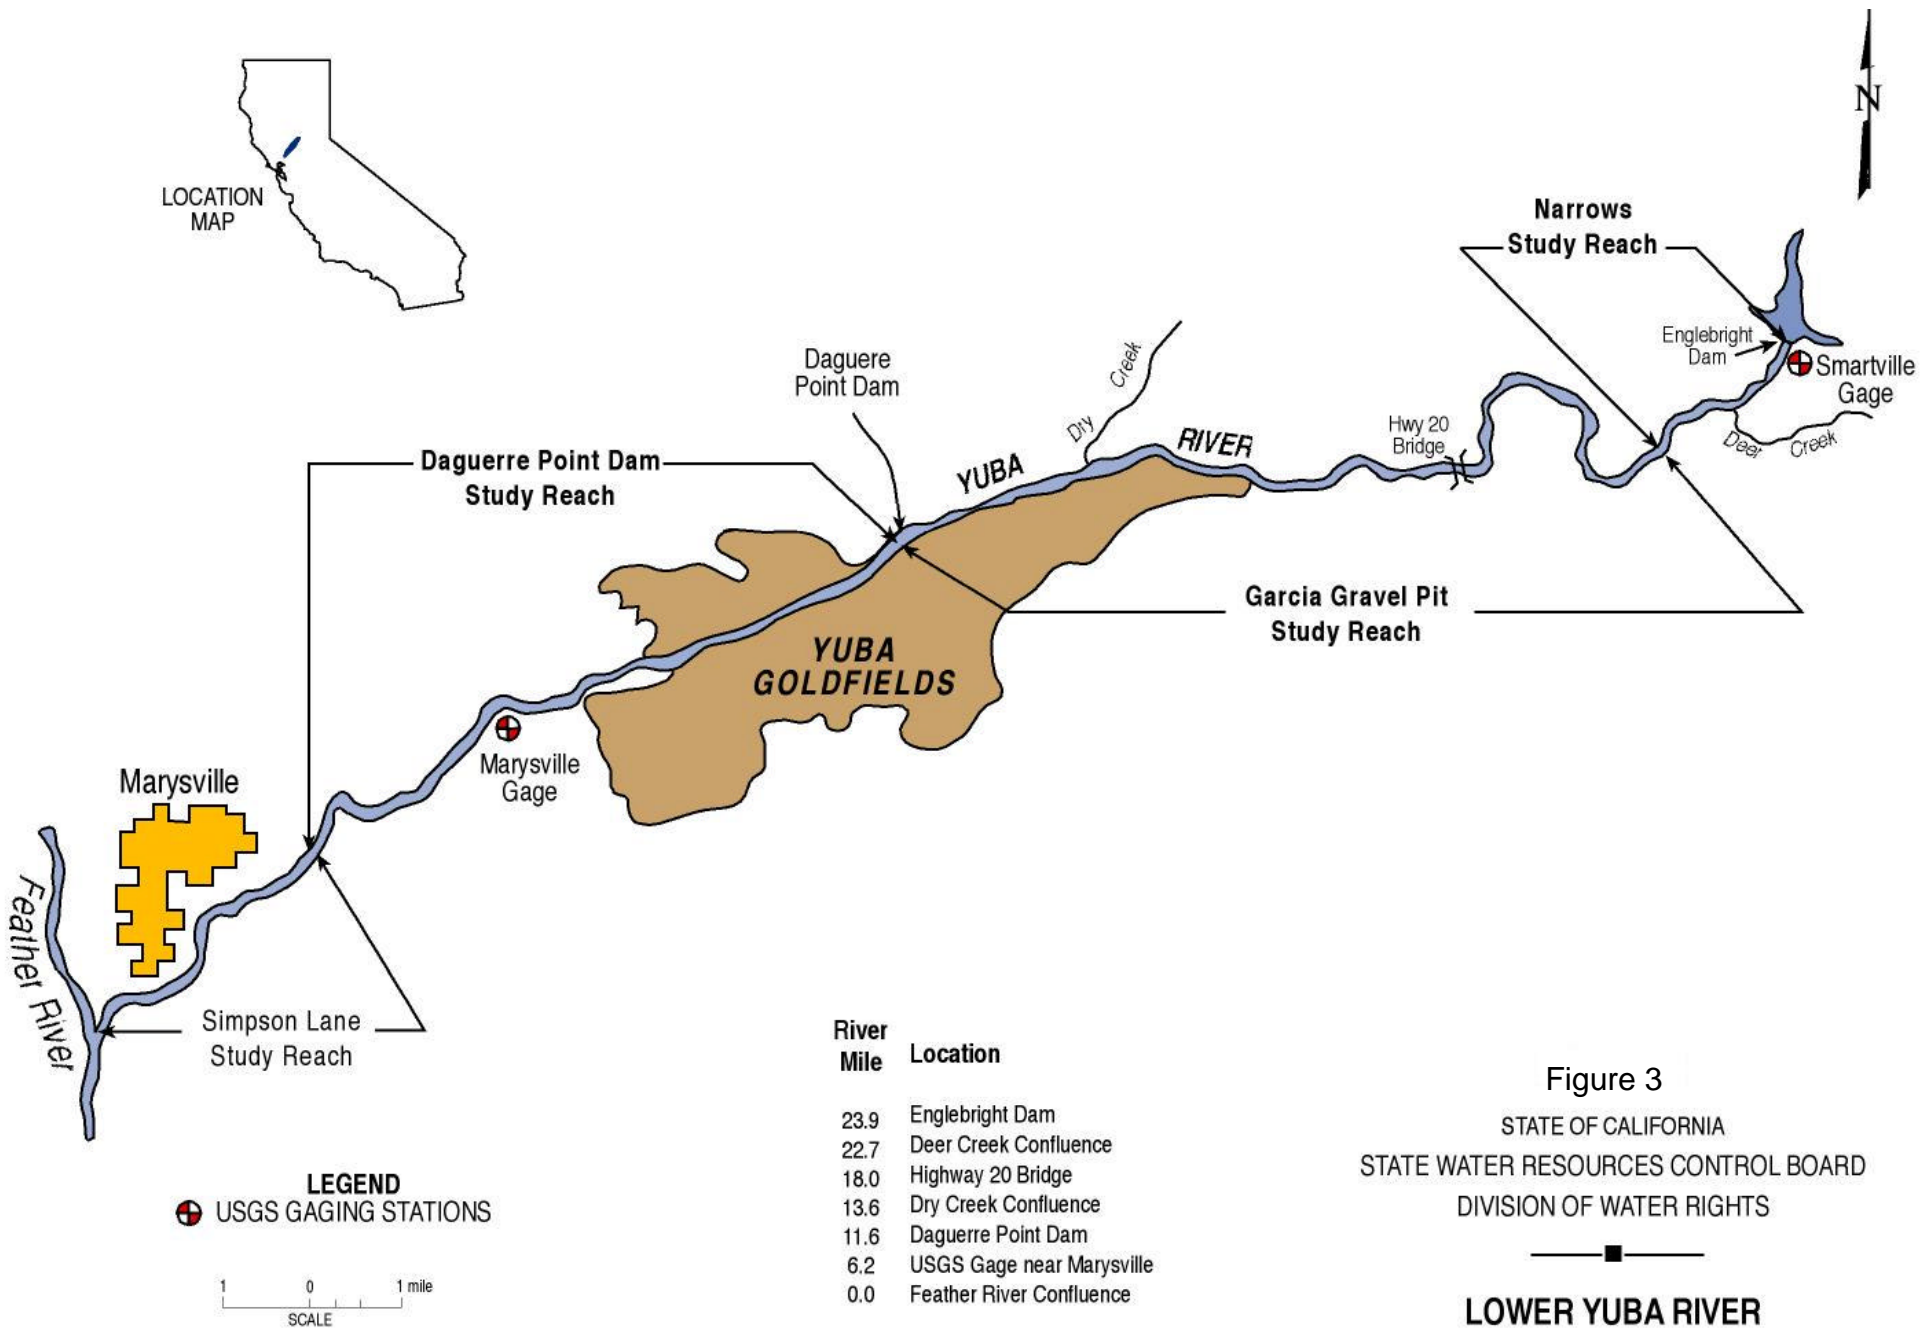 N
LOCATION
MAP
Narrows
Study Reach
Englebright
Dam
Smartville
Gage
Daguere
Point Dam
Dry Creek
Hwy 20
Bridge
Deer Creek
YUBA RIVER
Daguerre Point Dam
Study Reach
Garcia Gravel Pit
Study Reach
YUBA
GOLDFIELDS
Marysville
Gage
Marysville
Feather River
Simpson Lane
Study Reach
River
Mile Location
23.9 Englebright Dam
22.7 Deer Creek Confluence
18.0 Highway 20 Bridge
13.6 Dry Creek Confluence
11.6 Daguerre Point Dam
6.2 USGS Gage near Marysville
0.0 Feather River Confluence
LEGEND
USGS GAGING STATIONS
1 0 1 mile
SCALE
Figure 3
STATE OF CALIFORNIA
STATE WATER RESOURCES CONTROL BOARD
DIVISION OF WATER RIGHTS
LOWER YUBA RIVER